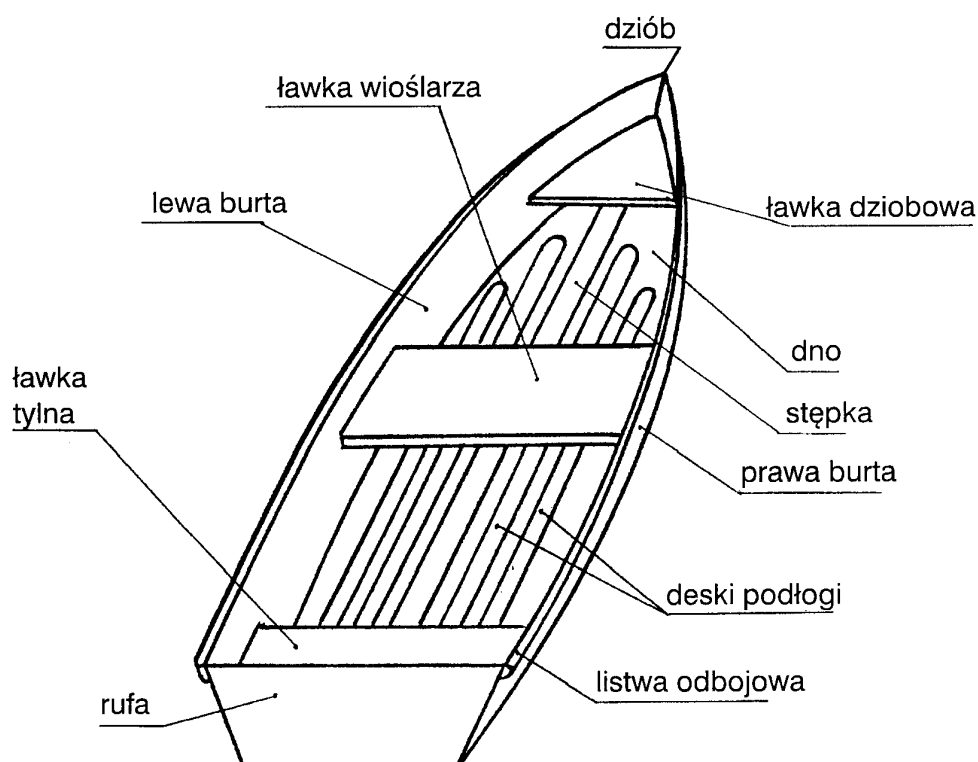 dziób
ławka wioślarza
lewa burta
ławka dziobowa
dno
ławka
tylna
stępka
prawa burta
deski podłogi
listwa odbojowa
rufa